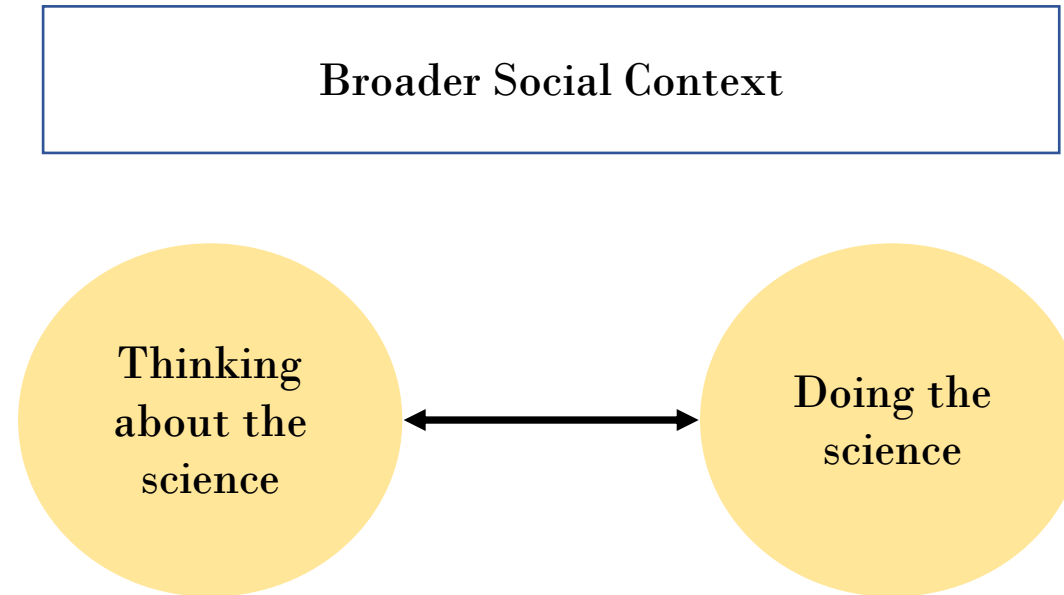 Broader Social Context
Thinking
about the
science
Doing the
science